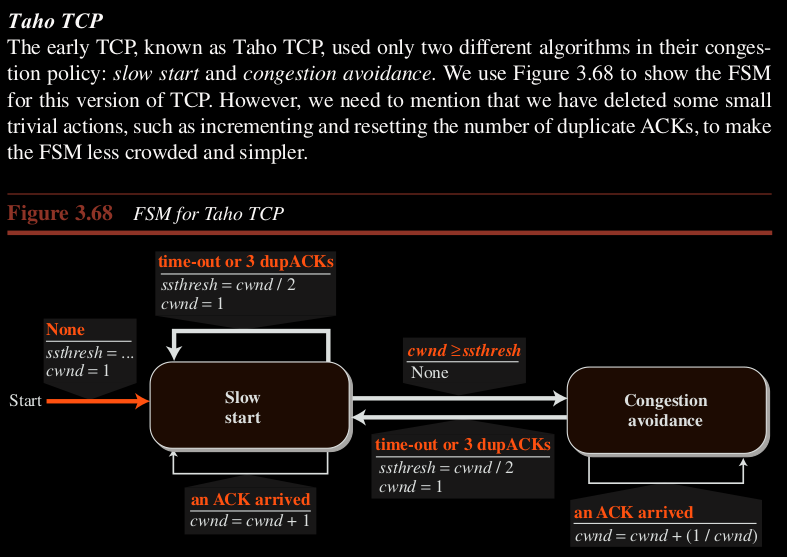 Taho TCP
The early TCP, known as Taho TCP, used only two different algorithms in their conges-
tion policy: slow start and congestion avoidance. We use Figure 3.68 to show the FSM
for this version of TCP. However, we need to mention that we have deleted some small
trivial actions, such as incrementing and resetting the number of duplicate ACKs, to make
the FSM less crowded and simpler.
Figure 3.68 FSM for Taho TCP
time-out or 3 dupACKs
ssthresh = cwnd / 2
cwnd = 1
None
ssthresh = ...
cwnd = 1
Start
Slow
start
cwnd ≥ssthresh
None
Congestion
avoidance
time-out or 3 dupACKs
ssthresh = cwnd / 2
cwnd = 1
an ACK arrived
cwnd = cwnd + 1
an ACK arrived
cwnd = cwnd + (1 / cwnd)